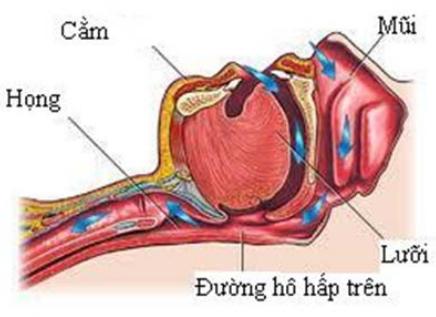 Cằm
Mũi
Họng
Lưỡi
Đường hô hấp trên